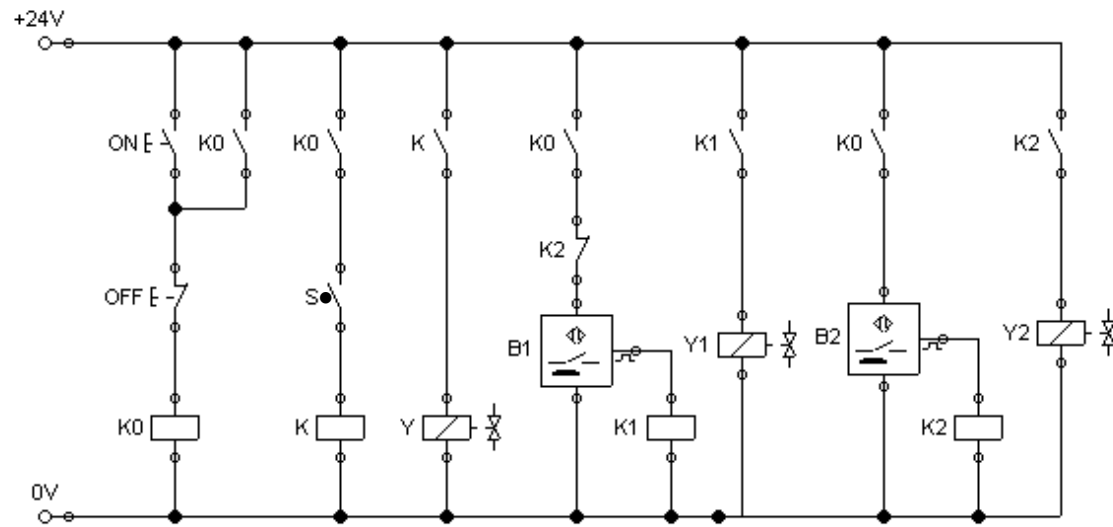 +24V
ON K0 K0 K K0 K1 K0 K2
K2
OFF S
B1 Y1 B2 Y2
K0 K Y K1 K2
0V